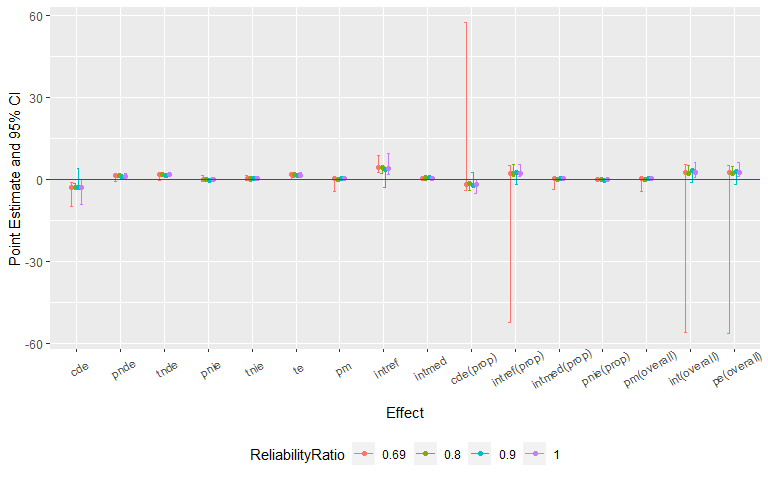 Point Estimate and 95% CI
60
30
0
-30
-60
cde
pnde
tnde
pnie
tnie
te
pm
intref
intmed
cde(prop)
intref(prop)
intmed(prop)
pnie(prop)
pm(overall)
int(overall)
pe(overall)
Effect
ReliabilityRatio 0.69 0.8 0.9 1